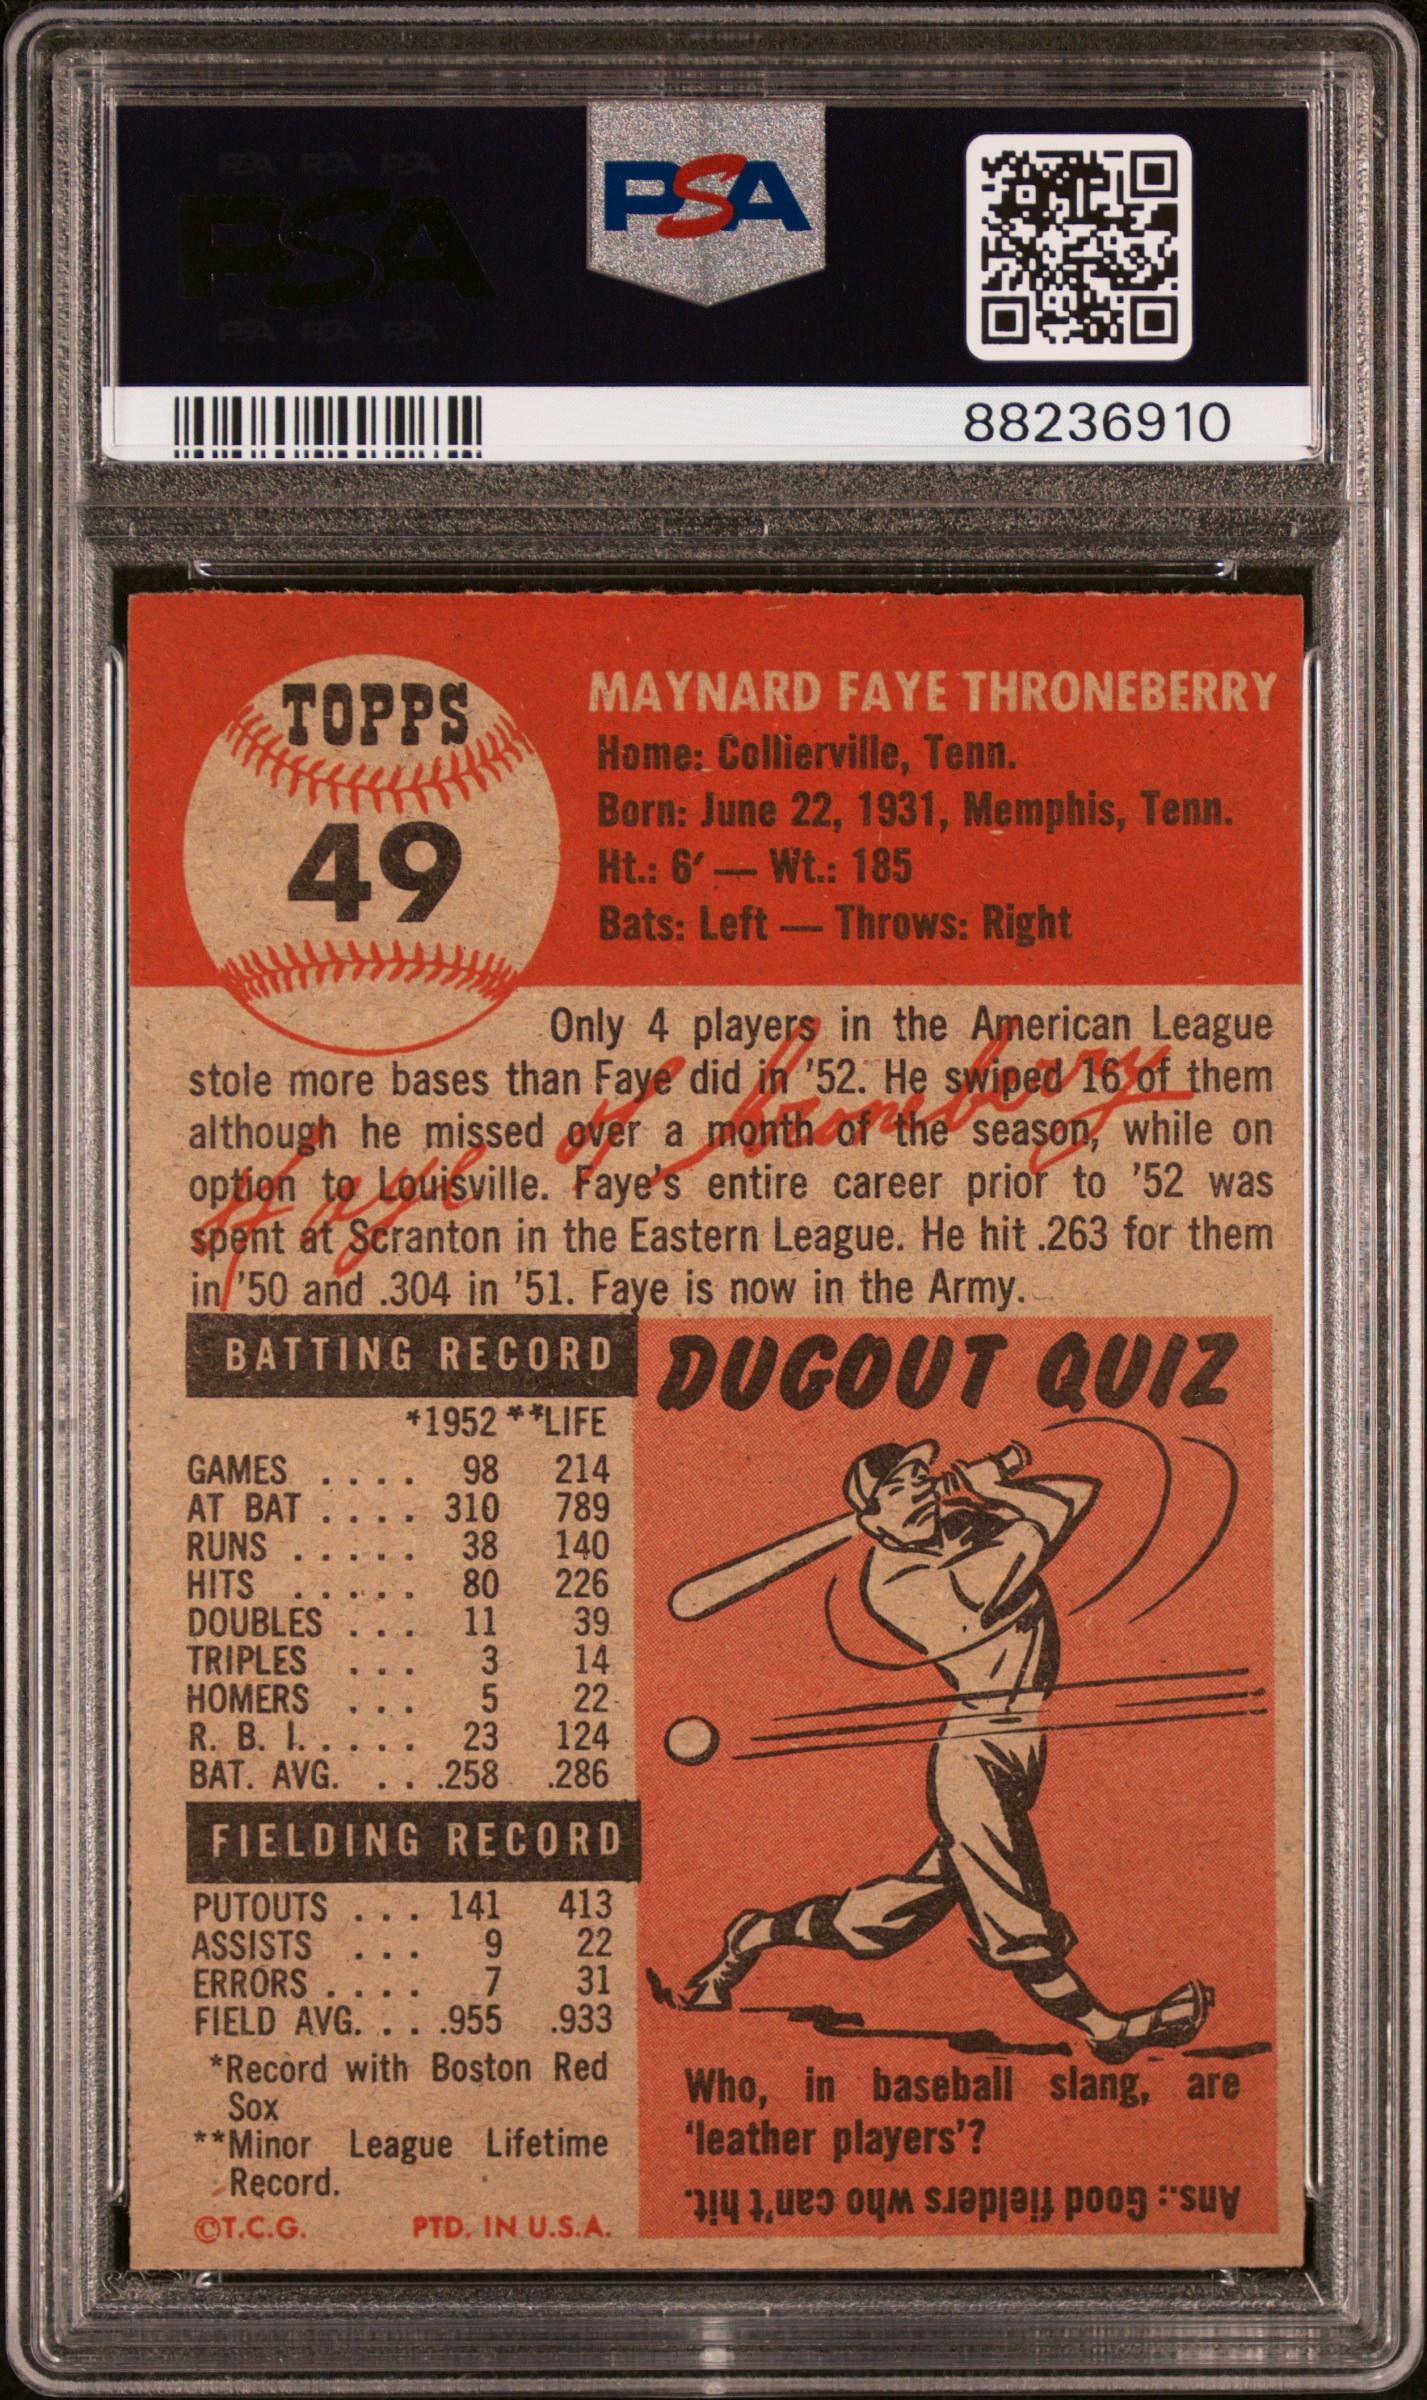 PSA PSA PSA
PSA
PSA PSA PSA
PSA
88236910
TOPPS
49
MAYNARD FAYE THRONEBERRY
Home: Collierville, Tenn.
Born: June 22, 1931, Memphis, Tenn.
Ht.: 6′ — Wt.: 185
Bats: Left — Throws: Right
Only 4 players in the American League
stole more bases than Faye did in '52. He swiped 16 of them
although he missed over a month of the season, while on
option to Louisville. Faye's entire career prior to '52 was
spent at Scranton in the Eastern League. He hit .263 for them
in '50 and .304 in '51. Faye is now in the Army.
Faye Throneberry
BATTING RECORD
*1952 **LIFE
GAMES .... 98 214
AT BAT .... 310 789
RUNS ..... 38 140
HITS ..... 80 226
DOUBLES ... 11 39
TRIPLES ... 3 14
HOMERS ... 5 22
R. B. I. .... 23 124
BAT. AVG. ... .258 .286
FIELDING RECORD
PUTOUTS ... 141 413
ASSISTS ... 9 22
ERRORS .... 7 31
FIELD AVG. ... .955 .933
*Record with Boston Red
Sox
**Minor League Lifetime
Record.
©T.C.G. PTD. IN U.S.A.
DUGOUT QUIZ
Who, in baseball slang, are
'leather players'?
Ans.: Good fielders who can't hit.